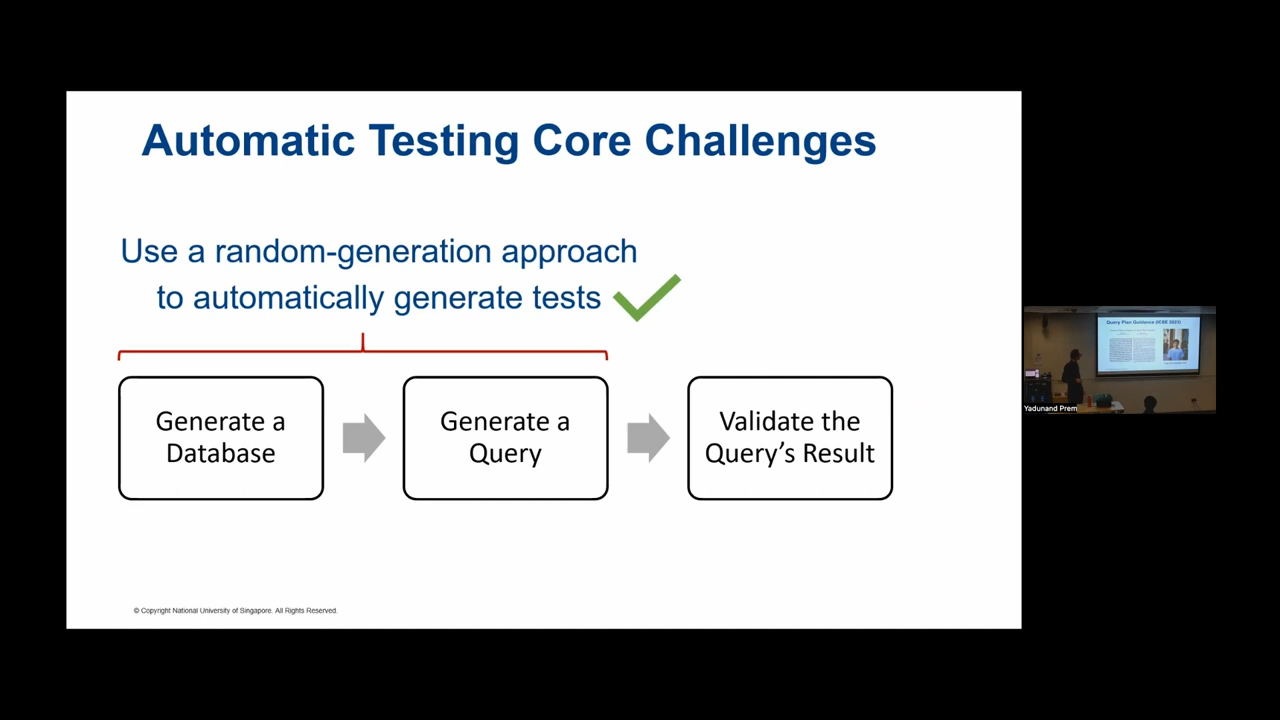 Automatic Testing Core Challenges
Use a random-generation approach
to automatically generate tests
Generate a
Database
Generate a
Query
Validate the
Query’s Result
© Copyright National University of Singapore. All Rights Reserved.
Query Plan Guidance (ICSE 2023)
Yadunand Prem